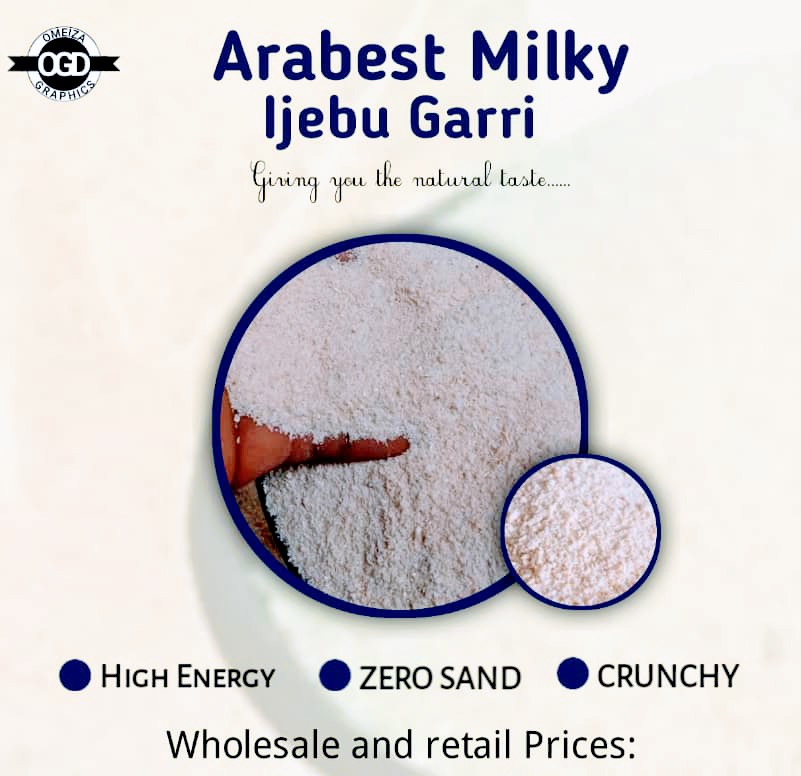 OMEIZA
OGD
GRAPHICS
Arabest Milky
Ijebu Garri
Giving you the natural taste......
HIGH ENERGY
ZERO SAND
CRUNCHY
Wholesale and retail Prices: